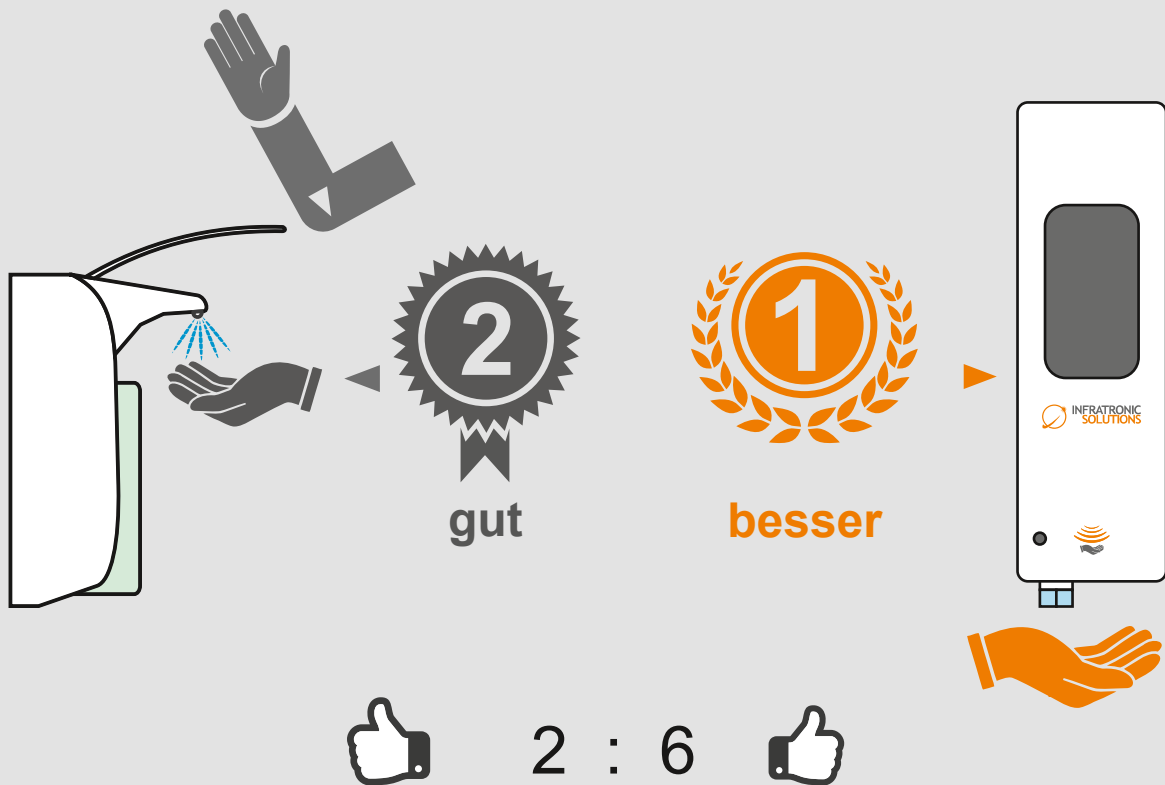 2
1
INFRATRONIC
SOLUTIONS
gut
besser
2 : 6